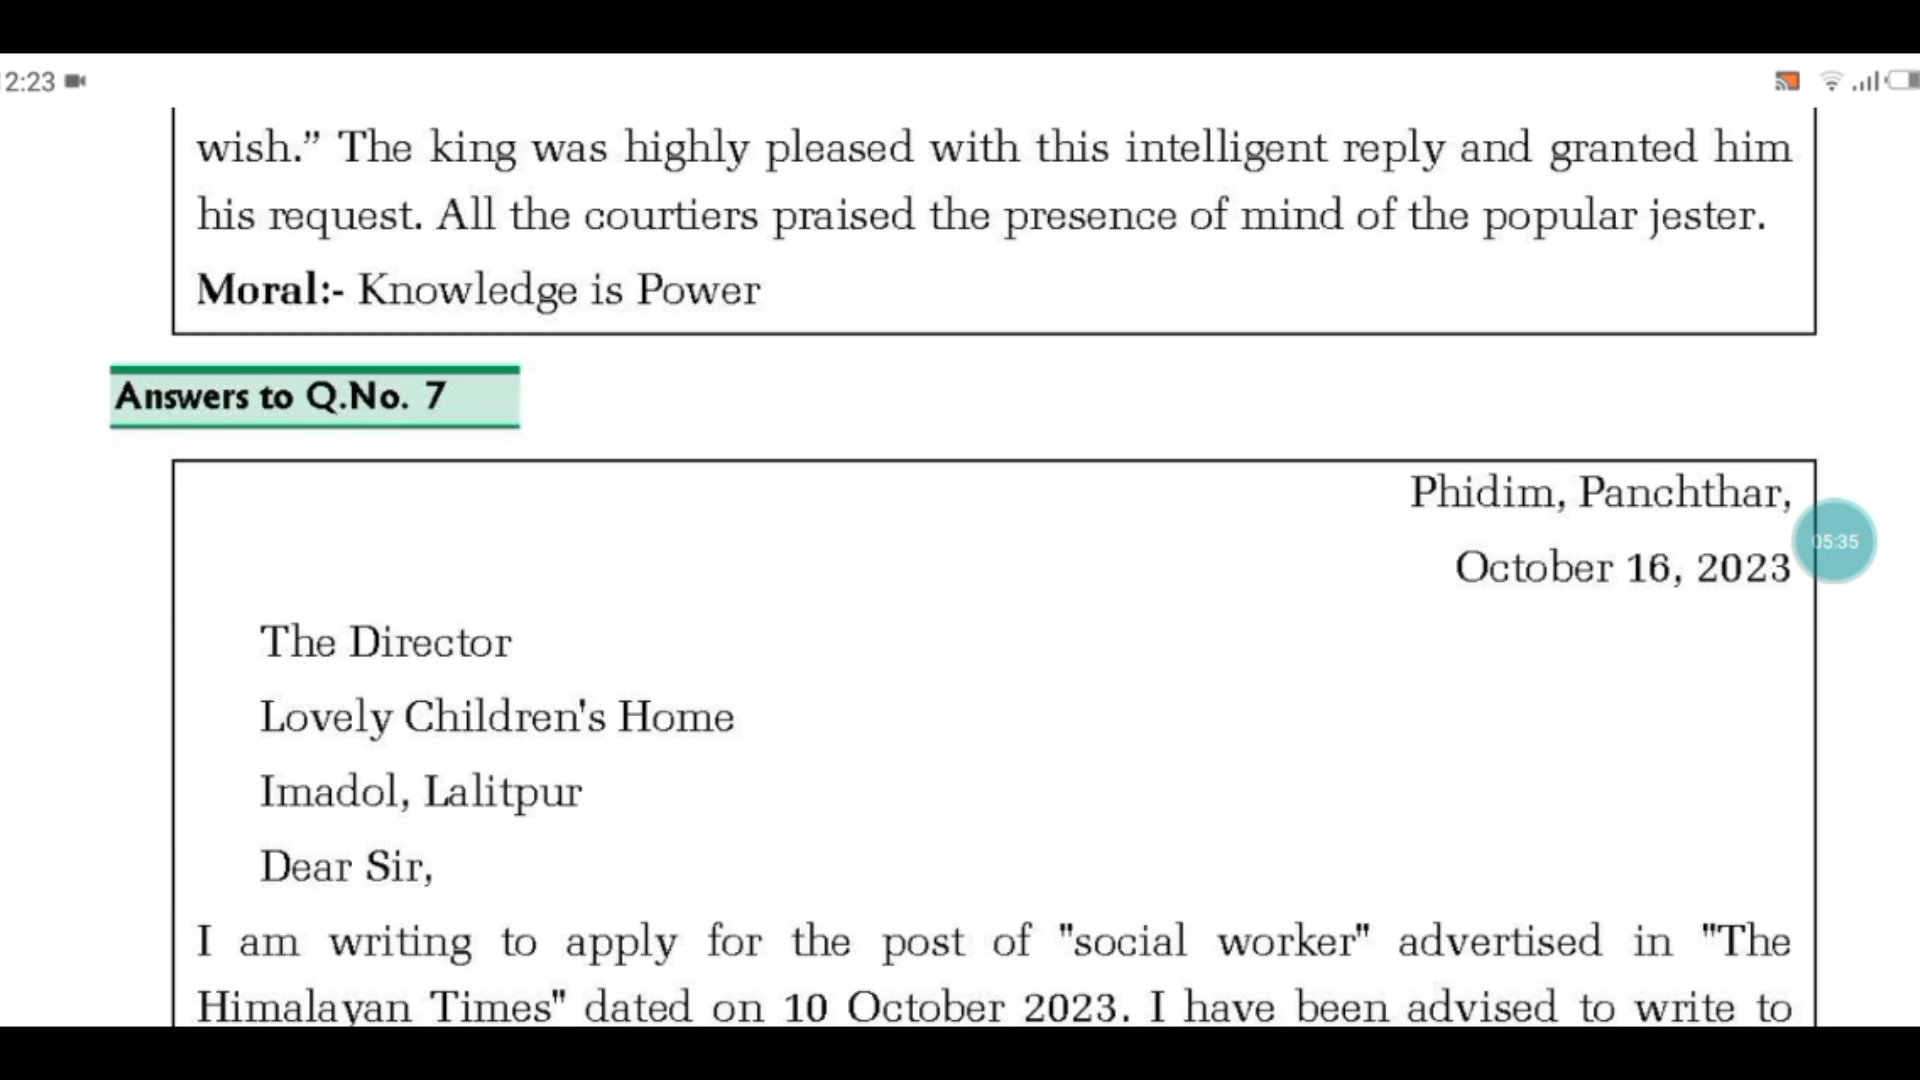 2:23
wish.” The king was highly pleased with this intelligent reply and granted him
his request. All the courtiers praised the presence of mind of the popular jester.
Moral:- Knowledge is Power
Answers to Q.No. 7
Phidim, Panchthar,
05:35
October 16, 2023
The Director
Lovely Children's Home
Imadol, Lalitpur
Dear Sir,
I am writing to apply for the post of "social worker" advertised in "The
Himalayan Times" dated on 10 October 2023. I have been advised to write to